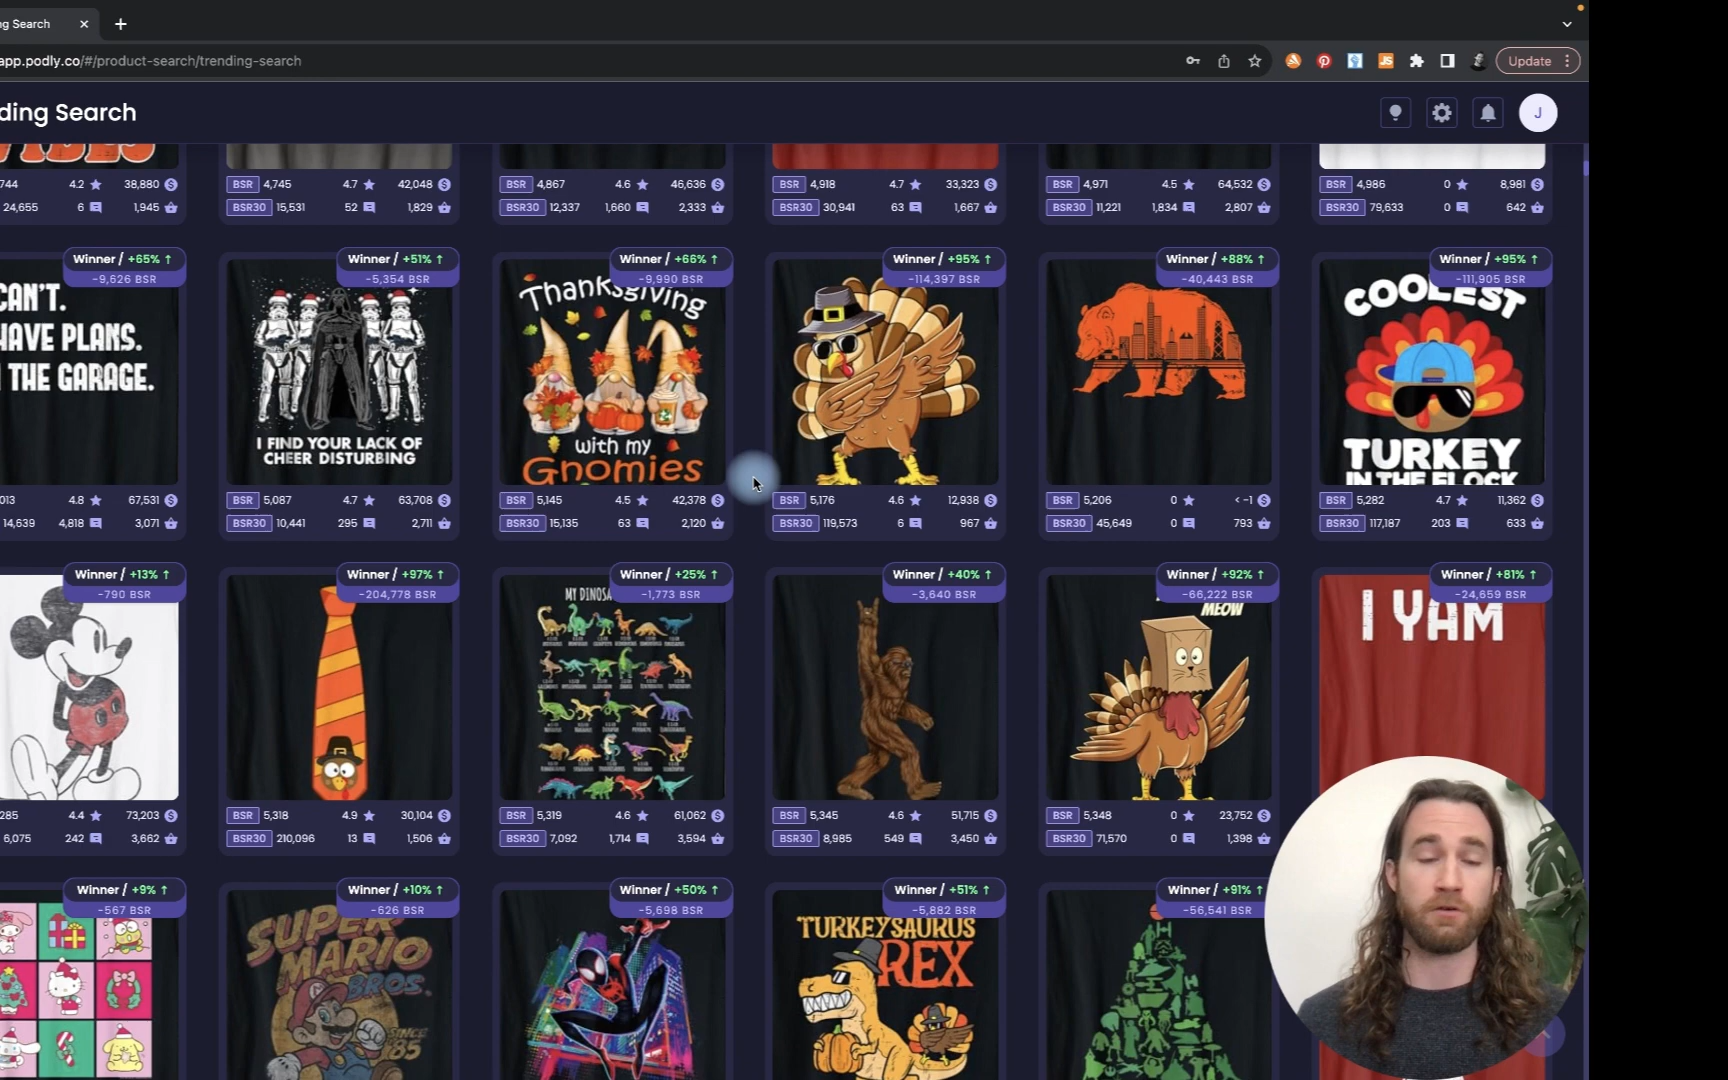 ng Search
app.podly.co/#/product-search/trending-search
Update
ding Search
J
744 4.2 38,880
24,655 6 1,945
BSR 4,745 4.7 42,048
BSR30 15,531 52 1,829
BSR 4,867 4.6 46,636
BSR30 12,337 1,660 2,333
BSR 4,918 4.7 33,323
BSR30 30,941 63 1,667
BSR 4,971 4.5 64,532
BSR30 11,221 1,834 2,807
BSR 4,986 0 8,981
BSR30 79,633 0 642
Winner / +65% ↑
-9,626 BSR
CAN'T.
HAVE PLANS.
THE GARAGE.
013 4.8 67,531
14,639 4,818 3,071
Winner / +51% ↑
-5,354 BSR
I FIND YOUR LACK OF
CHEER DISTURBING
BSR 5,087 4.7 63,708
BSR30 10,441 295 2,711
Winner / +66% ↑
-9,990 BSR
Thanksgiving
with my
Gnomies
BSR 5,145 4.5 42,378
BSR30 15,135 63 2,120
Winner / +95% ↑
-114,397 BSR
BSR 5,176 4.6 12,938
BSR30 119,573 6 967
Winner / +88% ↑
-40,443 BSR
BSR 5,206 0 < -1
BSR30 45,649 0 793
Winner / +95% ↑
-111,905 BSR
COOLEST
TURKEY
IN THE FLOCK
BSR 5,282 4.7 11,362
BSR30 117,187 203 633
Winner / +13% ↑
-790 BSR
285 4.4 73,203
6,075 242 3,662
Winner / +97% ↑
-204,778 BSR
BSR 5,318 4.9 30,104
BSR30 210,096 13 1,506
Winner / +25% ↑
-1,773 BSR
MY DINOSA
BSR 5,319 4.6 61,062
BSR30 7,092 1,714 3,594
Winner / +40% ↑
-3,640 BSR
BSR 5,345 4.6 51,715
BSR30 8,985 549 3,450
Winner / +92% ↑
-66,222 BSR
MEOW
BSR 5,348 0 23,752
BSR30 71,570 0 1,398
Winner / +81% ↑
-24,659 BSR
I YAM
Winner / +9% ↑
-567 BSR
Winner / +10% ↑
-626 BSR
SUPER
MARIO
BROS.
SINCE
'85
Winner / +50% ↑
-5,698 BSR
Winner / +51% ↑
-5,882 BSR
TURKEYSAURUS
REX
Winner / +91% ↑
-56,541 BSR